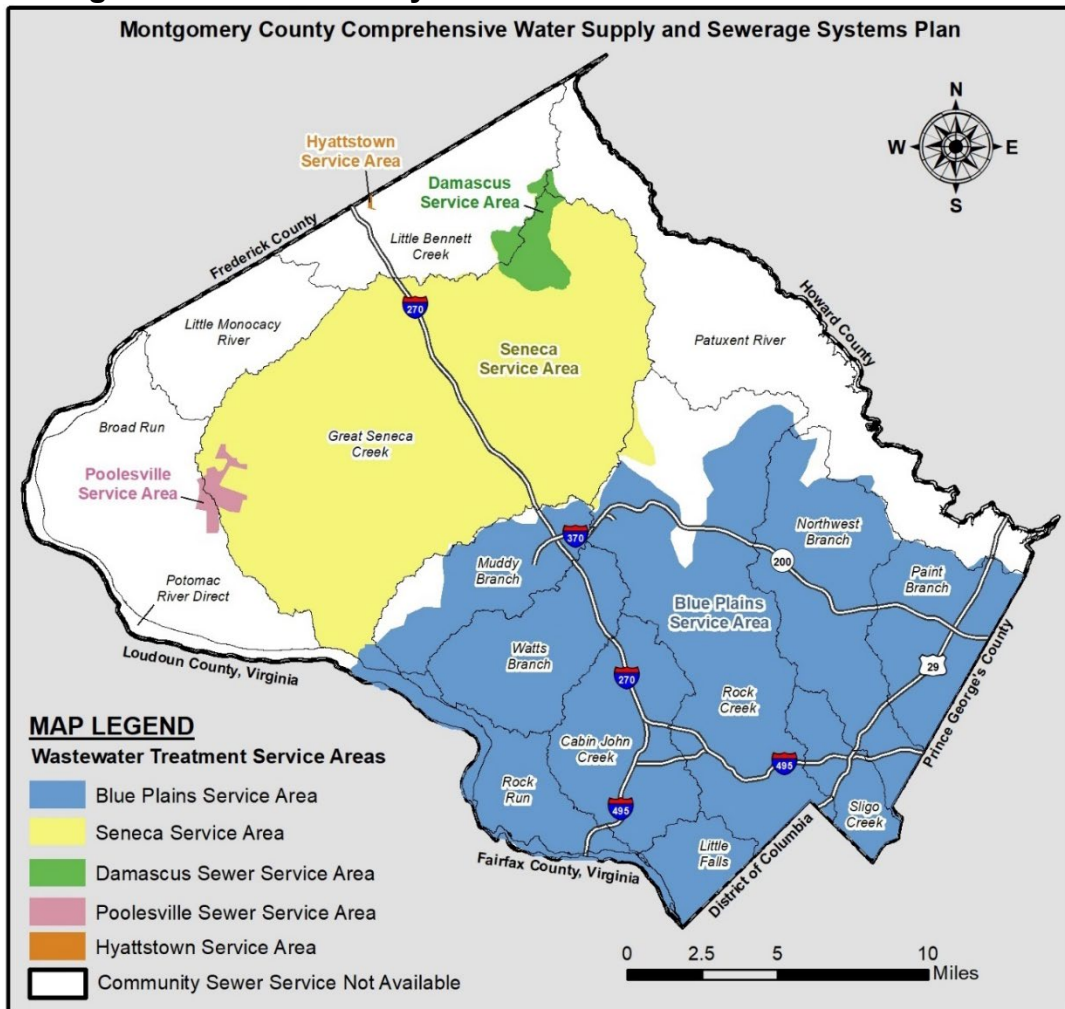 Montgomery County Comprehensive Water Supply and Sewerage Systems Plan
N
W
E
S
Hyattstown
Service Area
Damascus
Service Area
Frederick County
Little Bennett
Creek
270
Little Monocacy
River
Howard County
Seneca
Service Area
Patuxent River
Broad Run
Great Seneca
Creek
Poolesville
Service Area
Northwest
Branch
370
Muddy
Branch
200
Paint
Branch
Potomac
River Direct
Blue Plains
Service Area
Loudoun County, Virginia
Watts
Branch
29
270
Rock
Creek
Prince George's County
Cabin John
Creek
495
Rock
Run
495
Sligo
Creek
Little
Falls
Fairfax County, Virginia
District of Columbia
MAP LEGEND
Wastewater Treatment Service Areas
Blue Plains Service Area
Seneca Service Area
Damascus Sewer Service Area
Poolesville Sewer Service Area
Hyattstown Service Area
Community Sewer Service Not Available
0 2.5 5 10
Miles